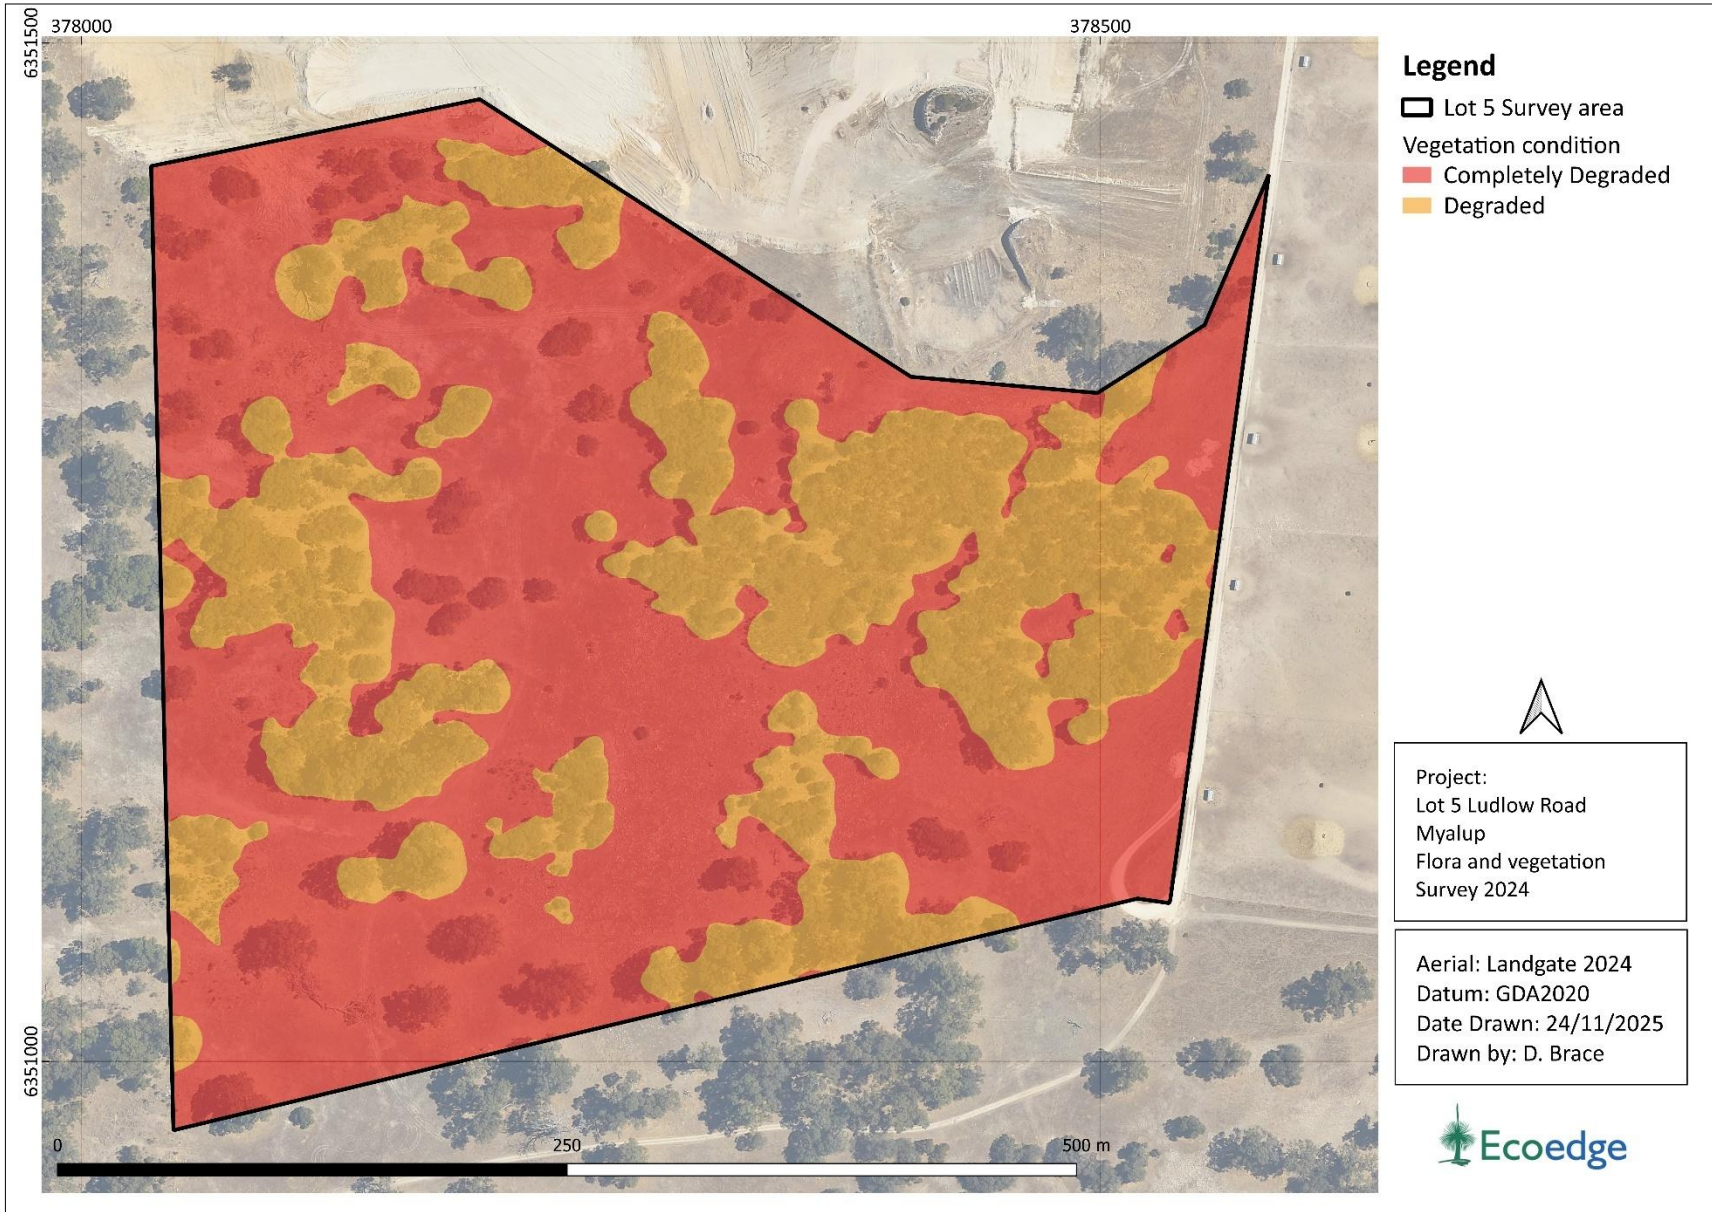 378000
378500
6351500
Legend
Lot 5 Survey area
Vegetation condition
Completely Degraded
Degraded
Project:
Lot 5 Ludlow Road
Myalup
Flora and vegetation
Survey 2024
Aerial: Landgate 2024
Datum: GDA2020
Date Drawn: 24/11/2025
Drawn by: D. Brace
6351000
0
250
500 m
Ecoedge